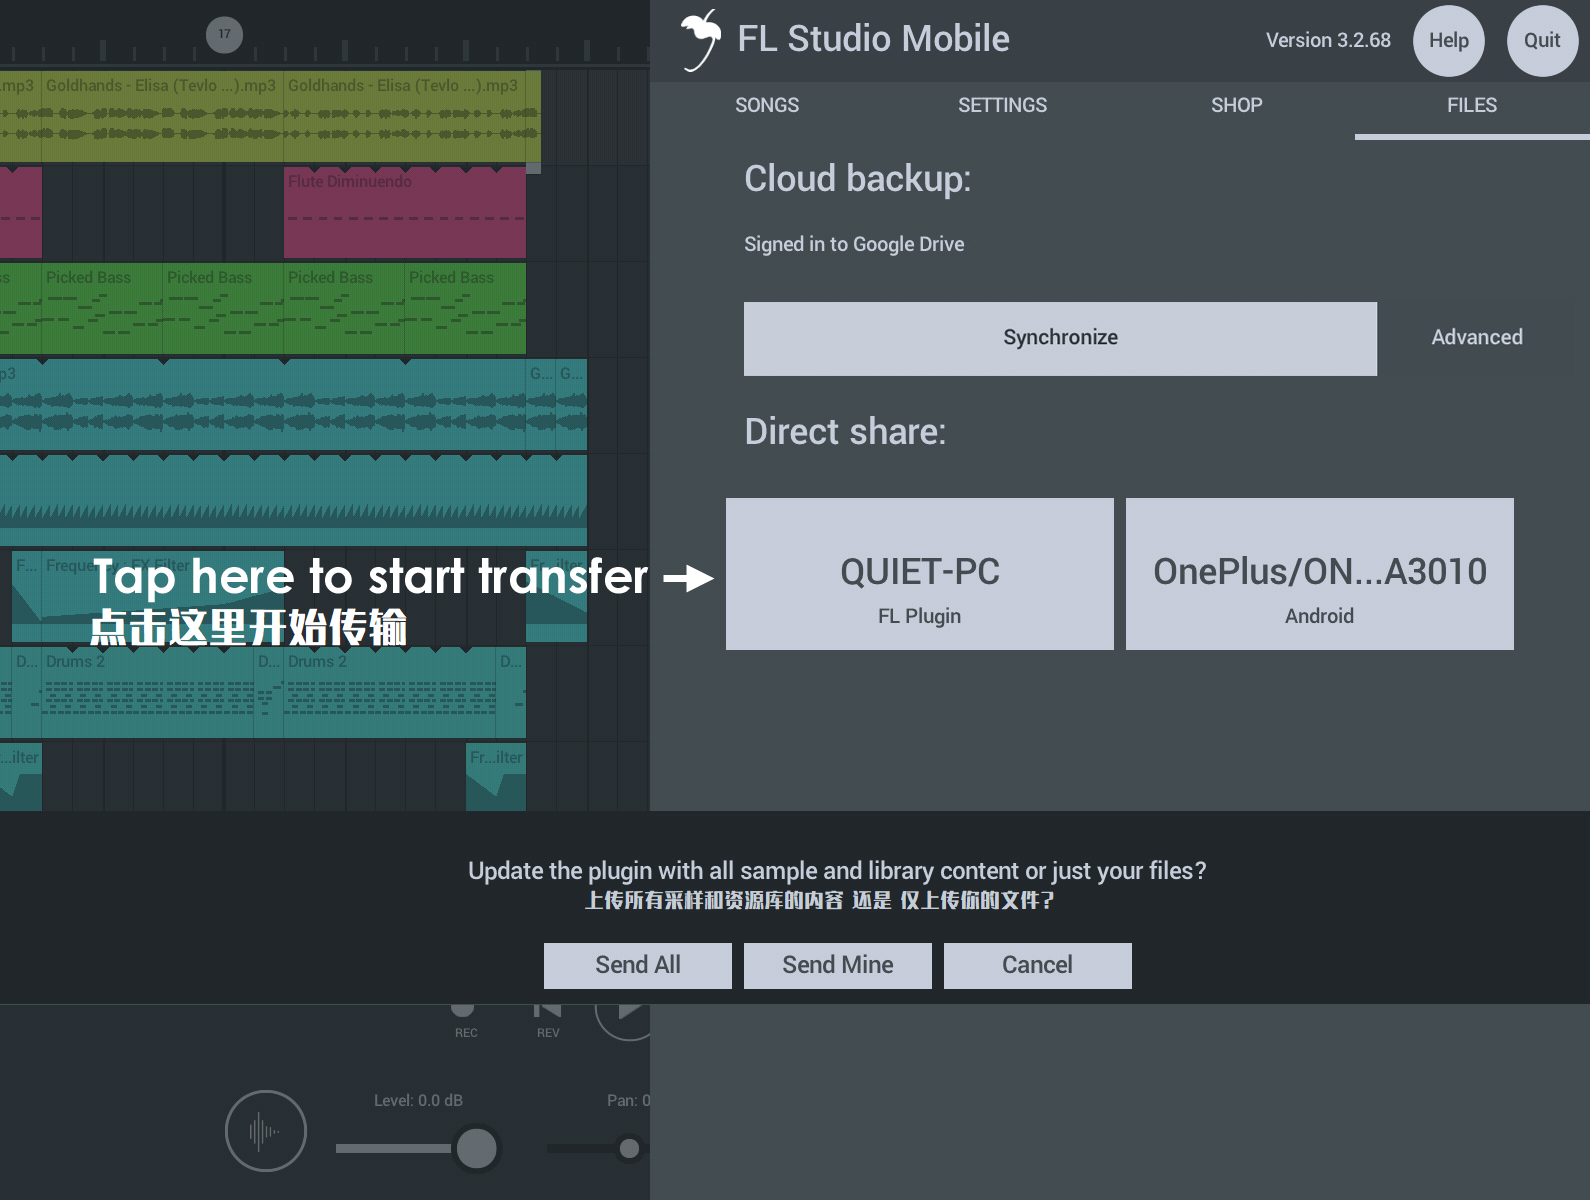 17
FL Studio Mobile
Version 3.2.68
Help
Quit
SONGS
SETTINGS
SHOP
FILES
.mp3
Goldhands - Elisa (Tevlo ...).mp3
Goldhands - Elisa (Tevlo ...).mp3
Flute Diminuendo
Picked Bass
Picked Bass
Picked Bass
Picked Bass
p3
G...
G...
F...
Frequency - FX Filter
Fr...ilter
D...
Drums 2
D...
Drums 2
D...
...ilter
Fr...ilter
Cloud backup:
Signed in to Google Drive
Synchronize
Advanced
Direct share:
Tap here to start transfer
点击这里开始传输
QUIET-PC
FL Plugin
OnePlus/ON...A3010
Android
Update the plugin with all sample and library content or just your files?
上传所有采样和资源库的内容 还是 仅上传你的文件？
Send All
Send Mine
Cancel
REC
REV
Level: 0.0 dB
Pan: 0